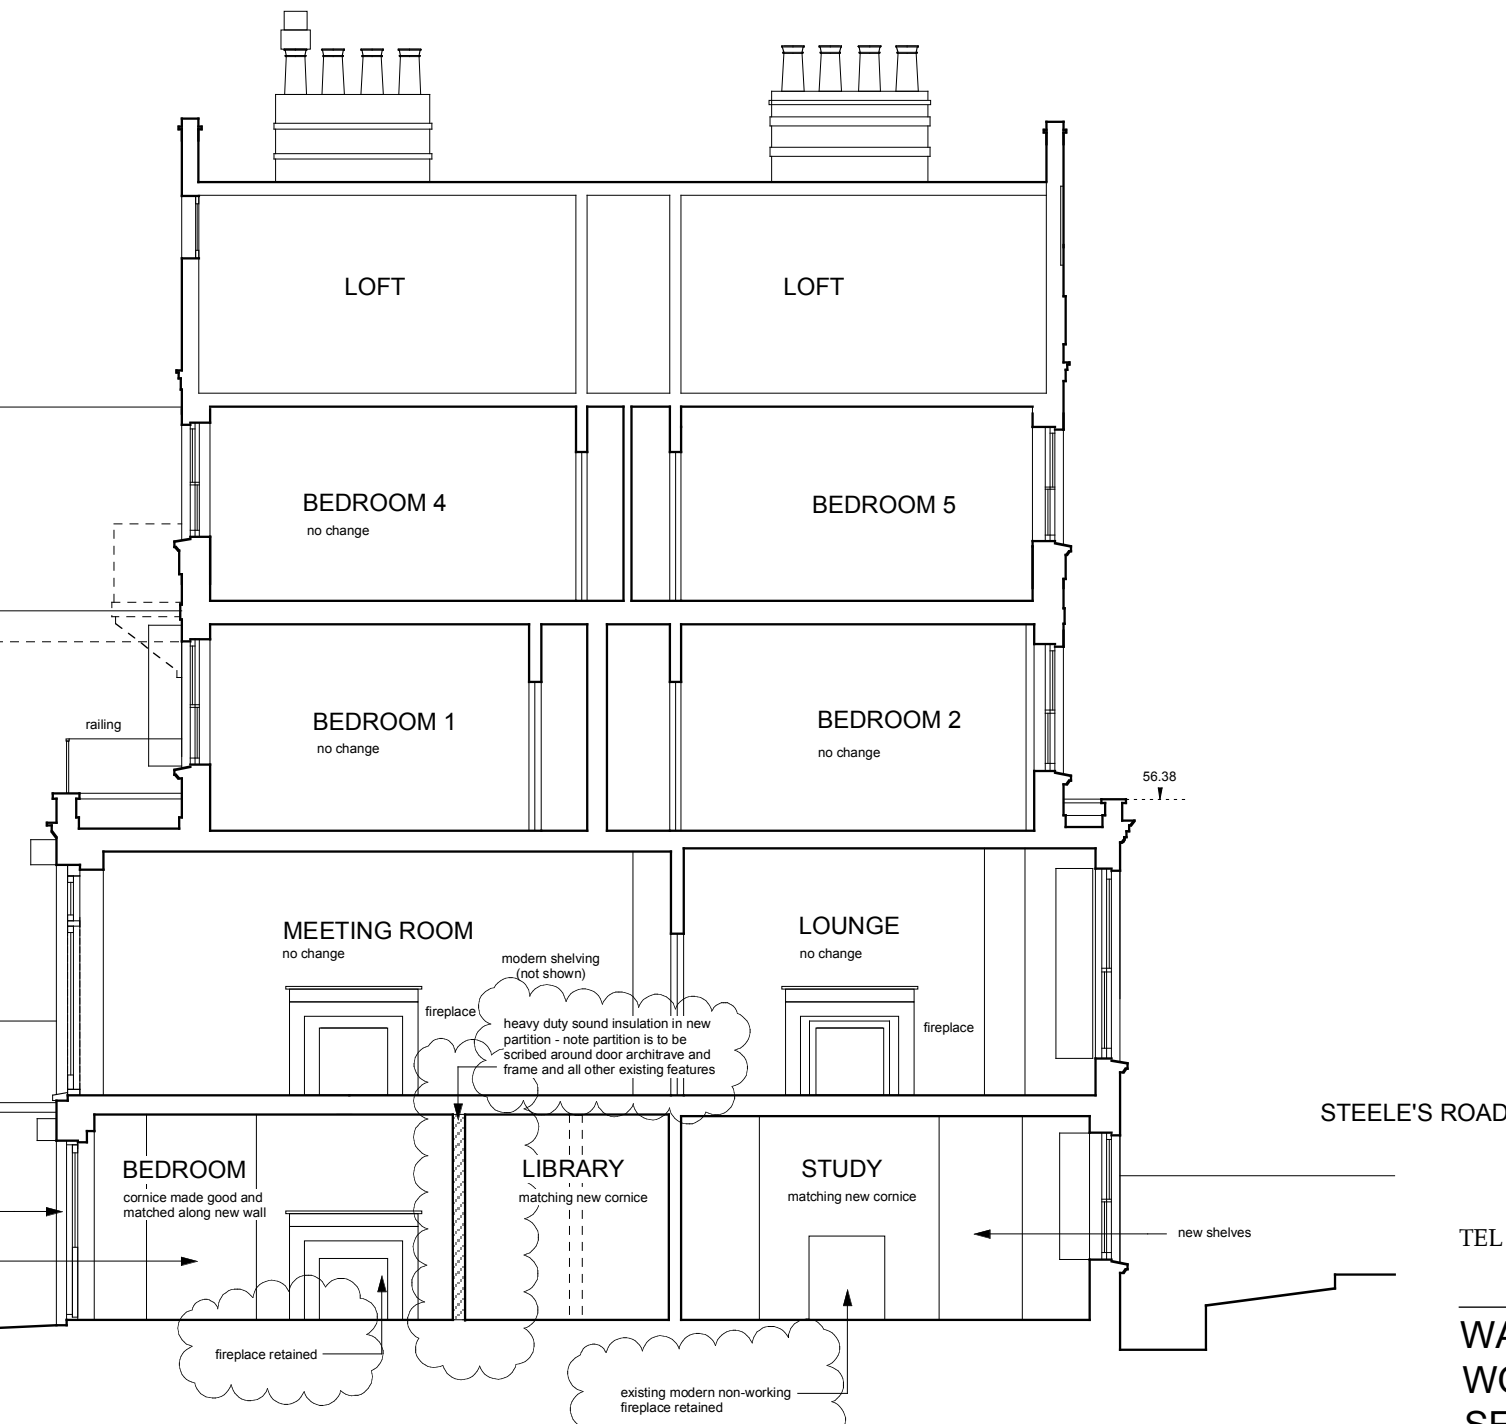 LOFT
LOFT
BEDROOM 4
no change
BEDROOM 5
BEDROOM 1
no change
BEDROOM 2
no change
railing
56.38
MEETING ROOM
no change
LOUNGE
no change
modern shelving
(not shown)
fireplace
heavy duty sound insulation in new
partition - note partition is to be
scribed around door architrave and
frame and all other existing features
fireplace
STEELE'S ROAD
BEDROOM
cornice made good and
matched along new wall
LIBRARY
matching new cornice
STUDY
matching new cornice
new shelves
TEL
fireplace retained
existing modern non-working
fireplace retained